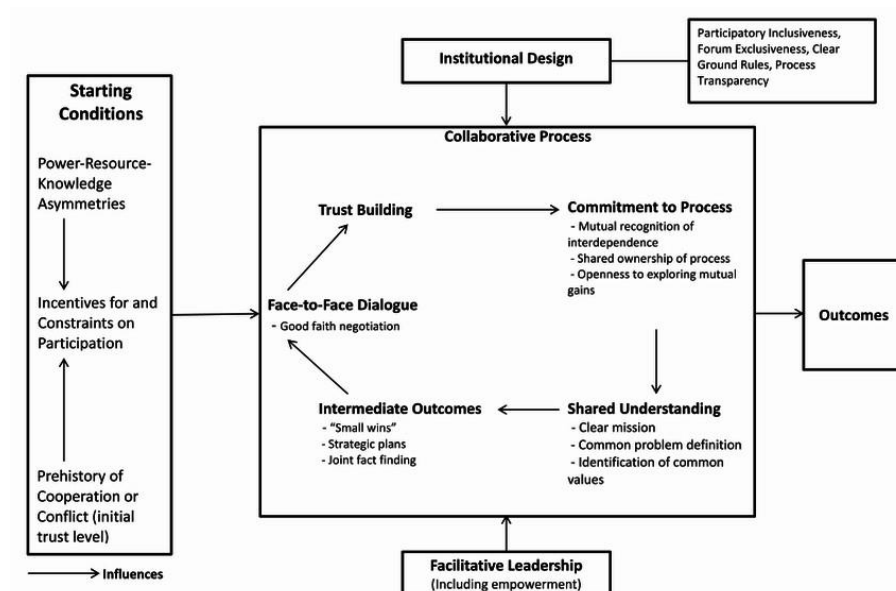 Starting
Conditions
Power-Resource-
Knowledge
Asymmetries
Incentives for and
Constraints on
Participation
Prehistory of
Cooperation or
Conflict (initial
trust level)
Influences
Institutional Design
Participatory Inclusiveness,
Forum Exclusiveness, Clear
Ground Rules, Process
Transparency
Collaborative Process
Trust Building
Commitment to Process
- Mutual recognition of
interdependence
- Shared ownership of process
- Openness to exploring mutual
gains
Face-to-Face Dialogue
- Good faith negotiation
Intermediate Outcomes
- “Small wins”
- Strategic plans
- Joint fact finding
Shared Understanding
- Clear mission
- Common problem definition
- Identification of common
values
Outcomes
Facilitative Leadership
(Including empowerment)